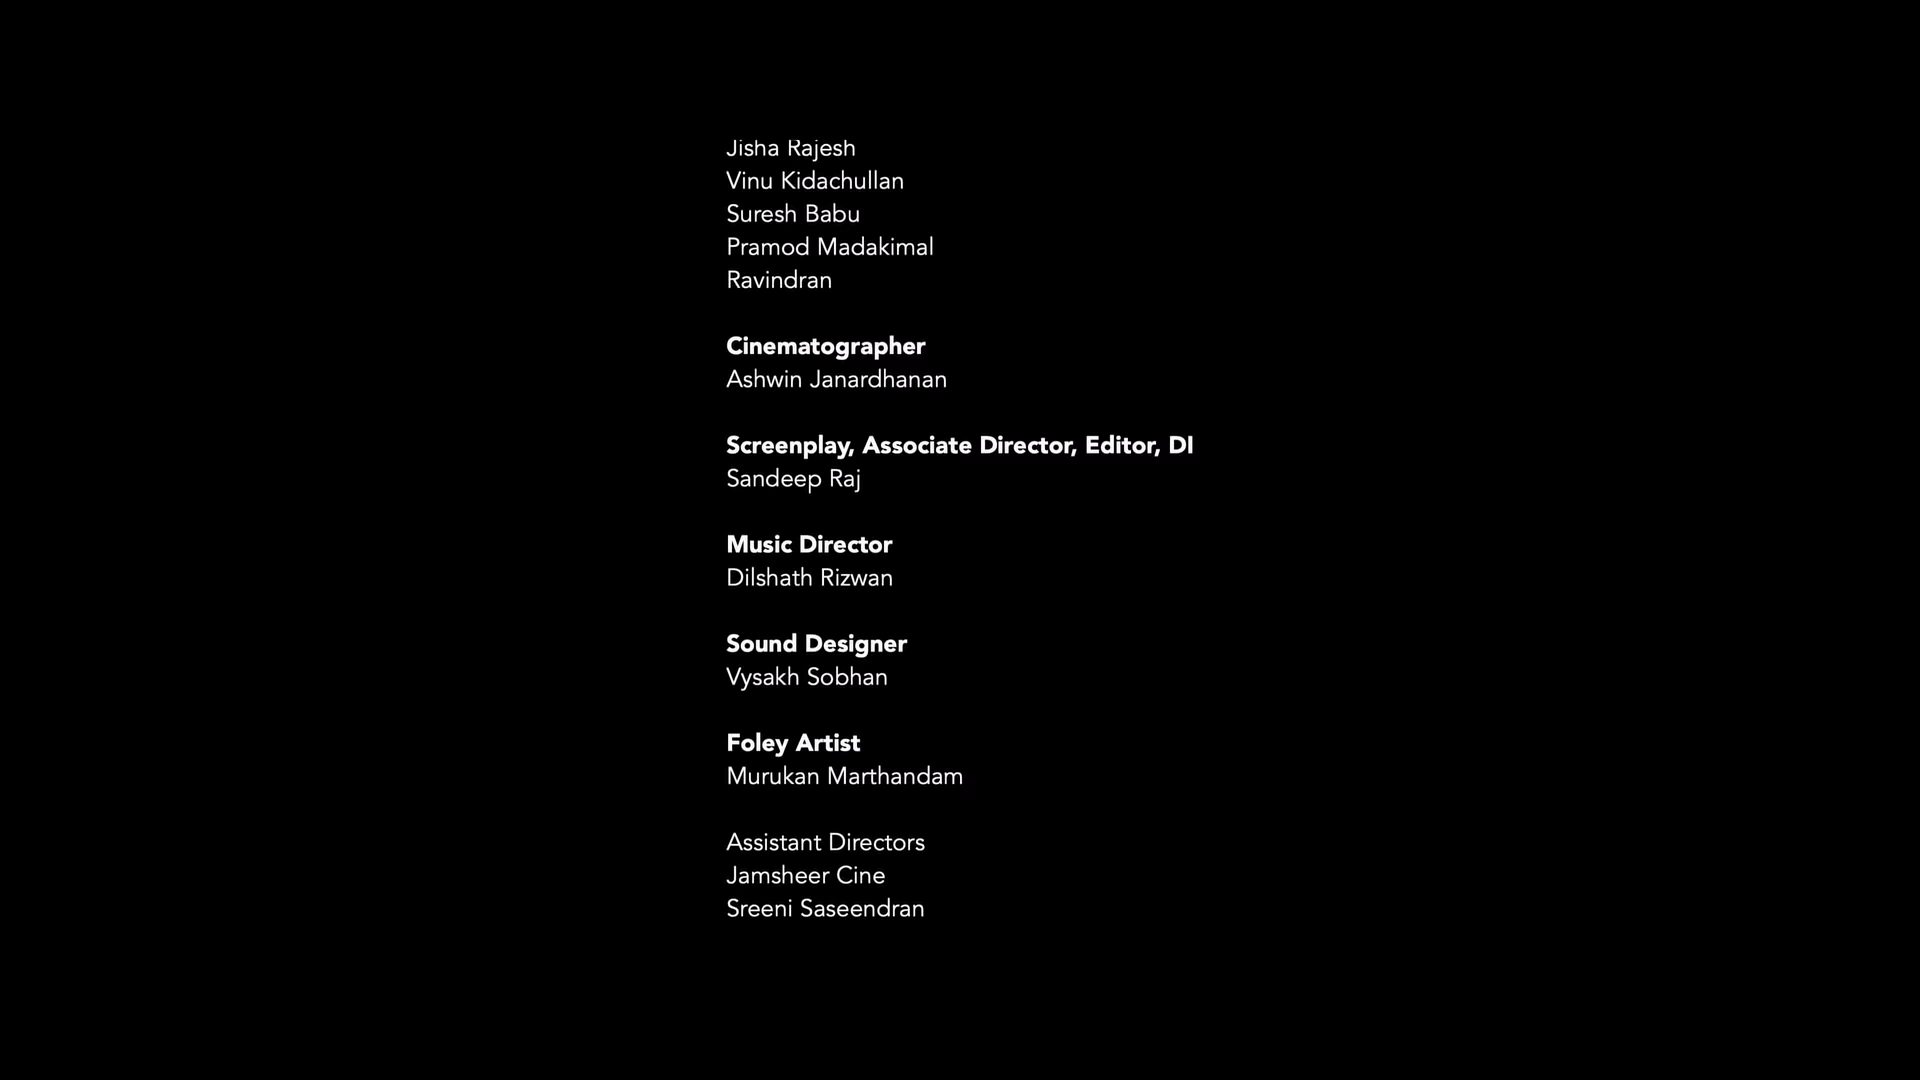 Jisha Rajesh
Vinu Kidachullan
Suresh Babu
Pramod Madakimal
Ravindran
Cinematographer
Ashwin Janardhanan
Screenplay, Associate Director, Editor, DI
Sandeep Raj
Music Director
Dilshath Rizwan
Sound Designer
Vysakh Sobhan
Foley Artist
Murukan Marthandam
Assistant Directors
Jamsheer Cine
Sreeni Saseendran